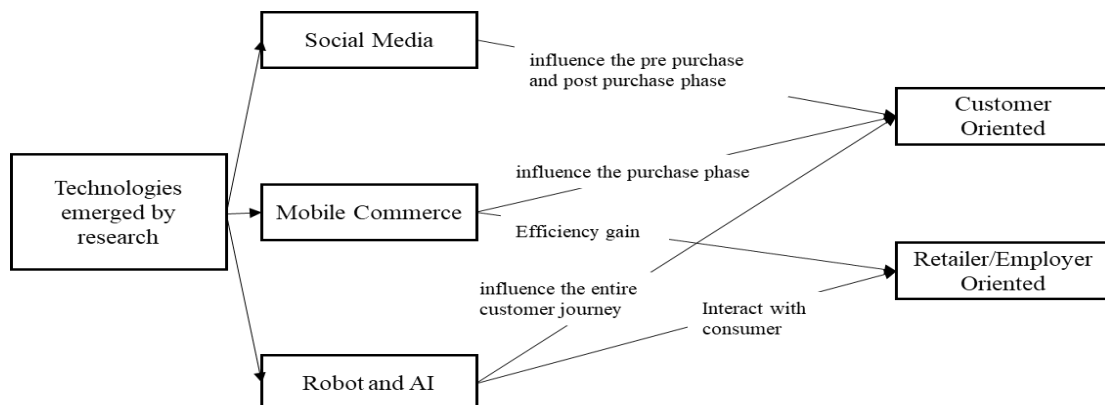 Social Media
influence the pre purchase
and post purchase phase
Customer
Oriented
Technologies
emerged by
research
influence the purchase phase
Mobile Commerce
Efficiency gain
Retailer/Employer
Oriented
influence the entire
customer journey
Interact with
consumer
Robot and AI